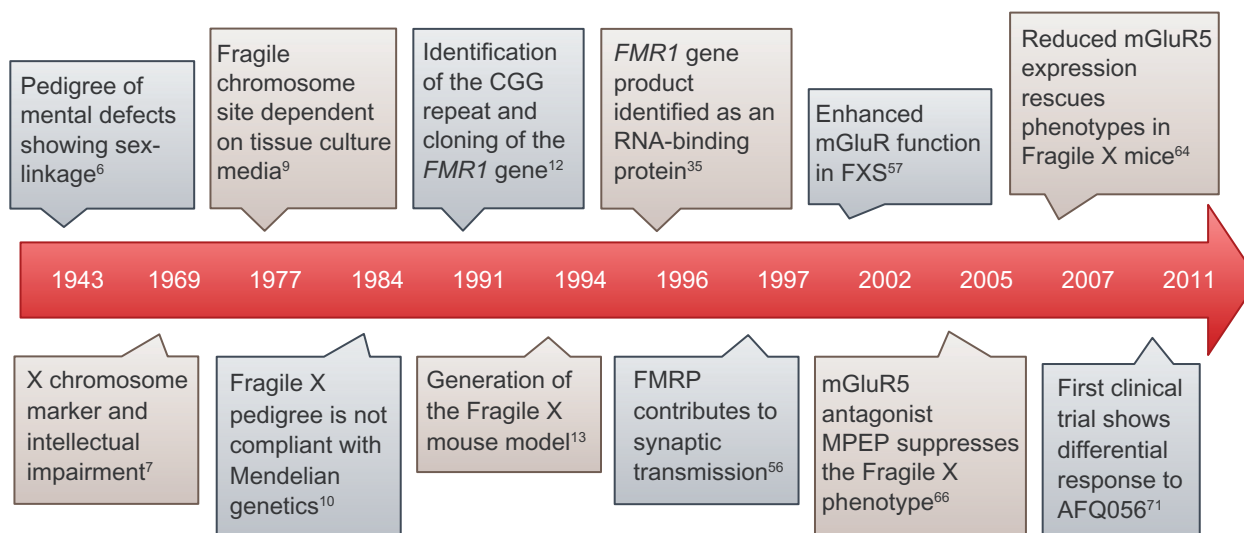 Pedigree of
mental defects
showing sex-
linkage6
Fragile
chromosome
site dependent
on tissue culture
media9
Identification
of the CGG
repeat and
cloning of the
FMR1 gene12
FMR1 gene
product
identified as an
RNA-binding
protein35
Enhanced
mGluR function
in FXS57
Reduced mGluR5
expression
rescues
phenotypes in
Fragile X mice64
1943 1969 1977 1984 1991 1994 1996 1997 2002 2005 2007 2011
X chromosome
marker and
intellectual
impairment7
Fragile X
pedigree is not
compliant with
Mendelian
genetics10
Generation of
the Fragile X
mouse model13
FMRP
contributes to
synaptic
transmission56
mGluR5
antagonist
MPEP suppresses
the Fragile X
phenotype66
First clinical
trial shows
differential
response to
AFQ05671